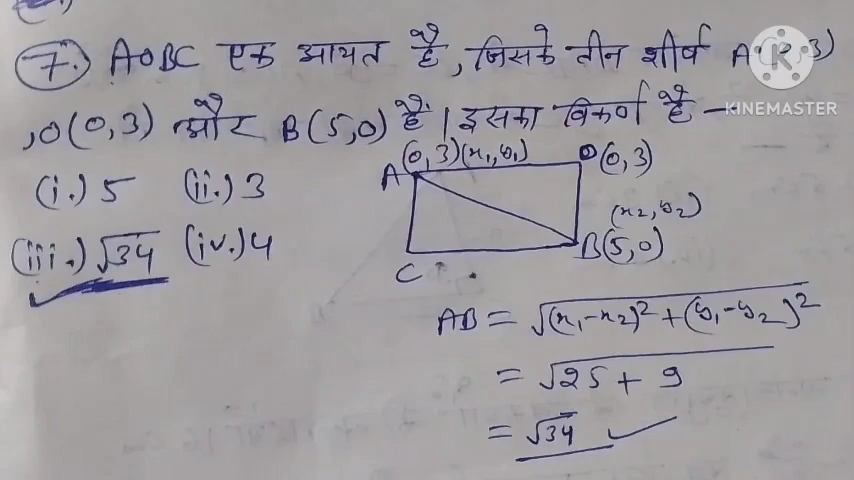 7. AOBC एक आयत है, जिसके तीन शीर्ष A 3)
, O(0,3) और B(5,0) हैं। इसका विकर्ण है —
(i.) 5 (ii.) 3
(iii.) √34 (iv.) 4
A (0,3)(x₁,y₁) O (0,3)
(x₂,y₂)
B(5,0)
C
AB = √(x₁-x₂)² + (y₁-y₂)²
= √25 + 9
= √34 ✓
KINEMASTER